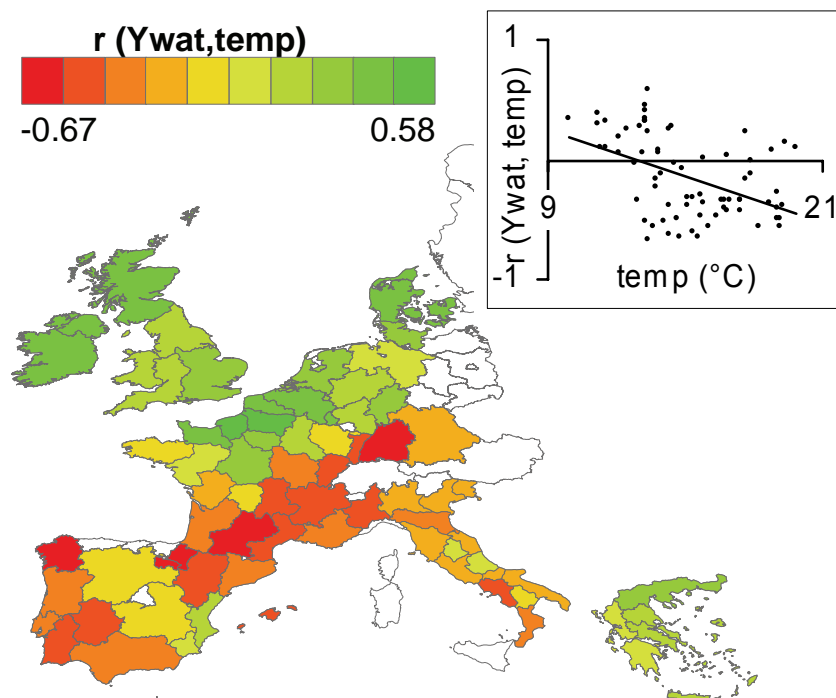 r (Ywat,temp)
-0.67 0.58
1
r (Ywat, temp)
9 21
-1
temp (°C)